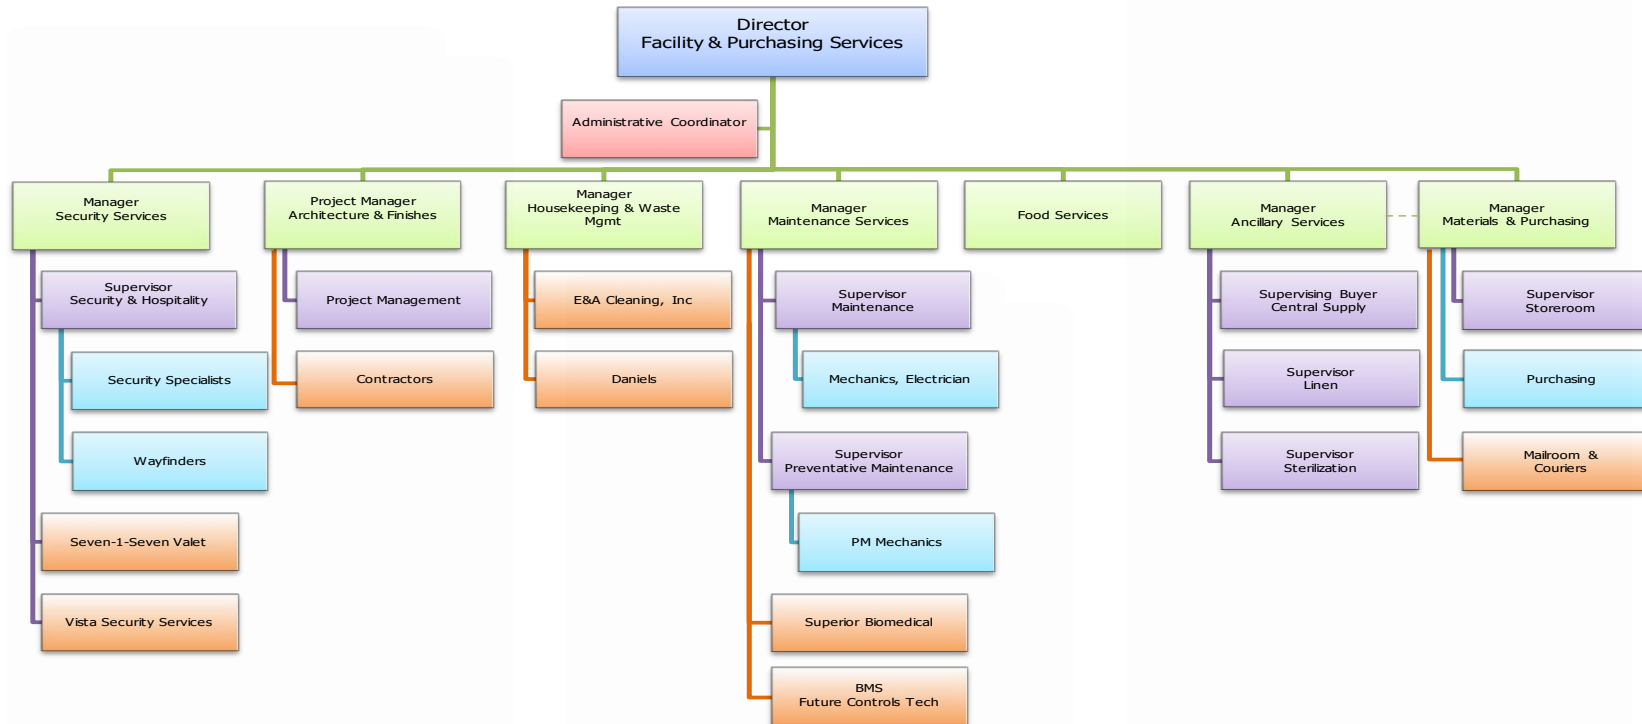 Director
Facility & Purchasing Services
Administrative Coordinator
Manager
Security Services
Project Manager
Architecture & Finishes
Manager
Housekeeping & Waste
Mgmt
Manager
Maintenance Services
Food Services
Manager
Ancillary Services
Manager
Materials & Purchasing
Supervisor
Security & Hospitality
Security Specialists
Wayfinders
Seven-1-Seven Valet
Vista Security Services
Project Management
Contractors
E&A Cleaning, Inc
Daniels
Supervisor
Maintenance
Mechanics, Electrician
Supervisor
Preventative Maintenance
PM Mechanics
Superior Biomedical
BMS
Future Controls Tech
Supervising Buyer
Central Supply
Supervisor
Linen
Supervisor
Sterilization
Supervisor
Storeroom
Purchasing
Mailroom &
Couriers